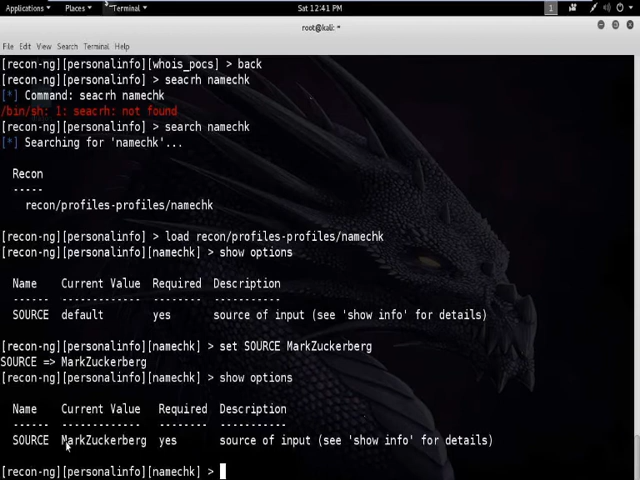 Applications ▾ Places ▾ Terminal ▾ Sat 12:41 PM 1
root@kali: ~
File Edit View Search Terminal Help
[recon-ng][personalinfo][whois_pocs] > back
[recon-ng][personalinfo] > seacrh namechk
[*] Command: seacrh namechk
/bin/sh: 1: seacrh: not found
[recon-ng][personalinfo] > search namechk
[*] Searching for 'namechk'...
Recon
-----
recon/profiles-profiles/namechk
[recon-ng][personalinfo] > load recon/profiles-profiles/namechk
[recon-ng][personalinfo][namechk] > show options
Name Current Value Required Description
------ ------------- -------- -----------
SOURCE default yes source of input (see 'show info' for details)
[recon-ng][personalinfo][namechk] > set SOURCE MarkZuckerberg
SOURCE => MarkZuckerberg
[recon-ng][personalinfo][namechk] > show options
Name Current Value Required Description
------ ------------- -------- -----------
SOURCE MarkZuckerberg yes source of input (see 'show info' for details)
[recon-ng][personalinfo][namechk] >